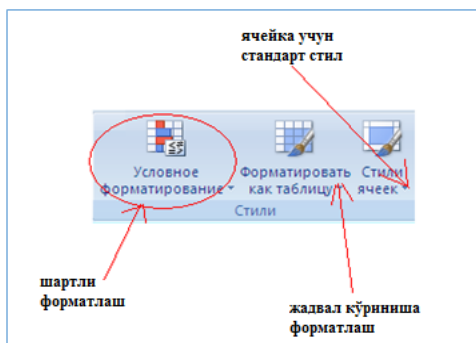 ячейка учун
стандарт стил
Условное
форматирование
Форматировать
как таблицу
Стили
ячеек
Стили
шартли
форматлаш
жадвал кўриниша
форматлаш